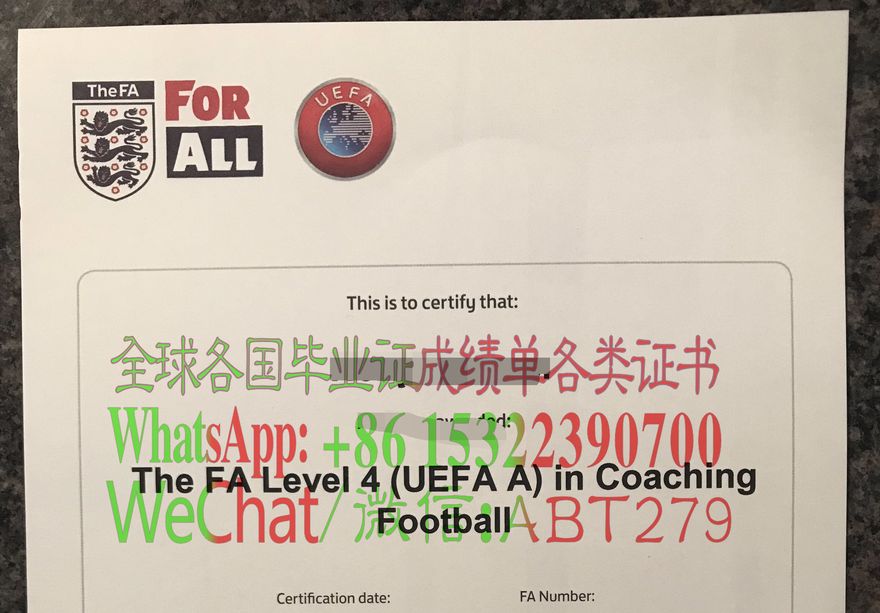 TheFA
FOR
ALL
UEFA
This is to certify that:
全球各国毕业证成绩单各类证书
WhatsApp: +86 15322390700
The FA Level 4 (UEFA A) in Coaching
Football
WeChat/微信:ABT279
Certification date:
FA Number: